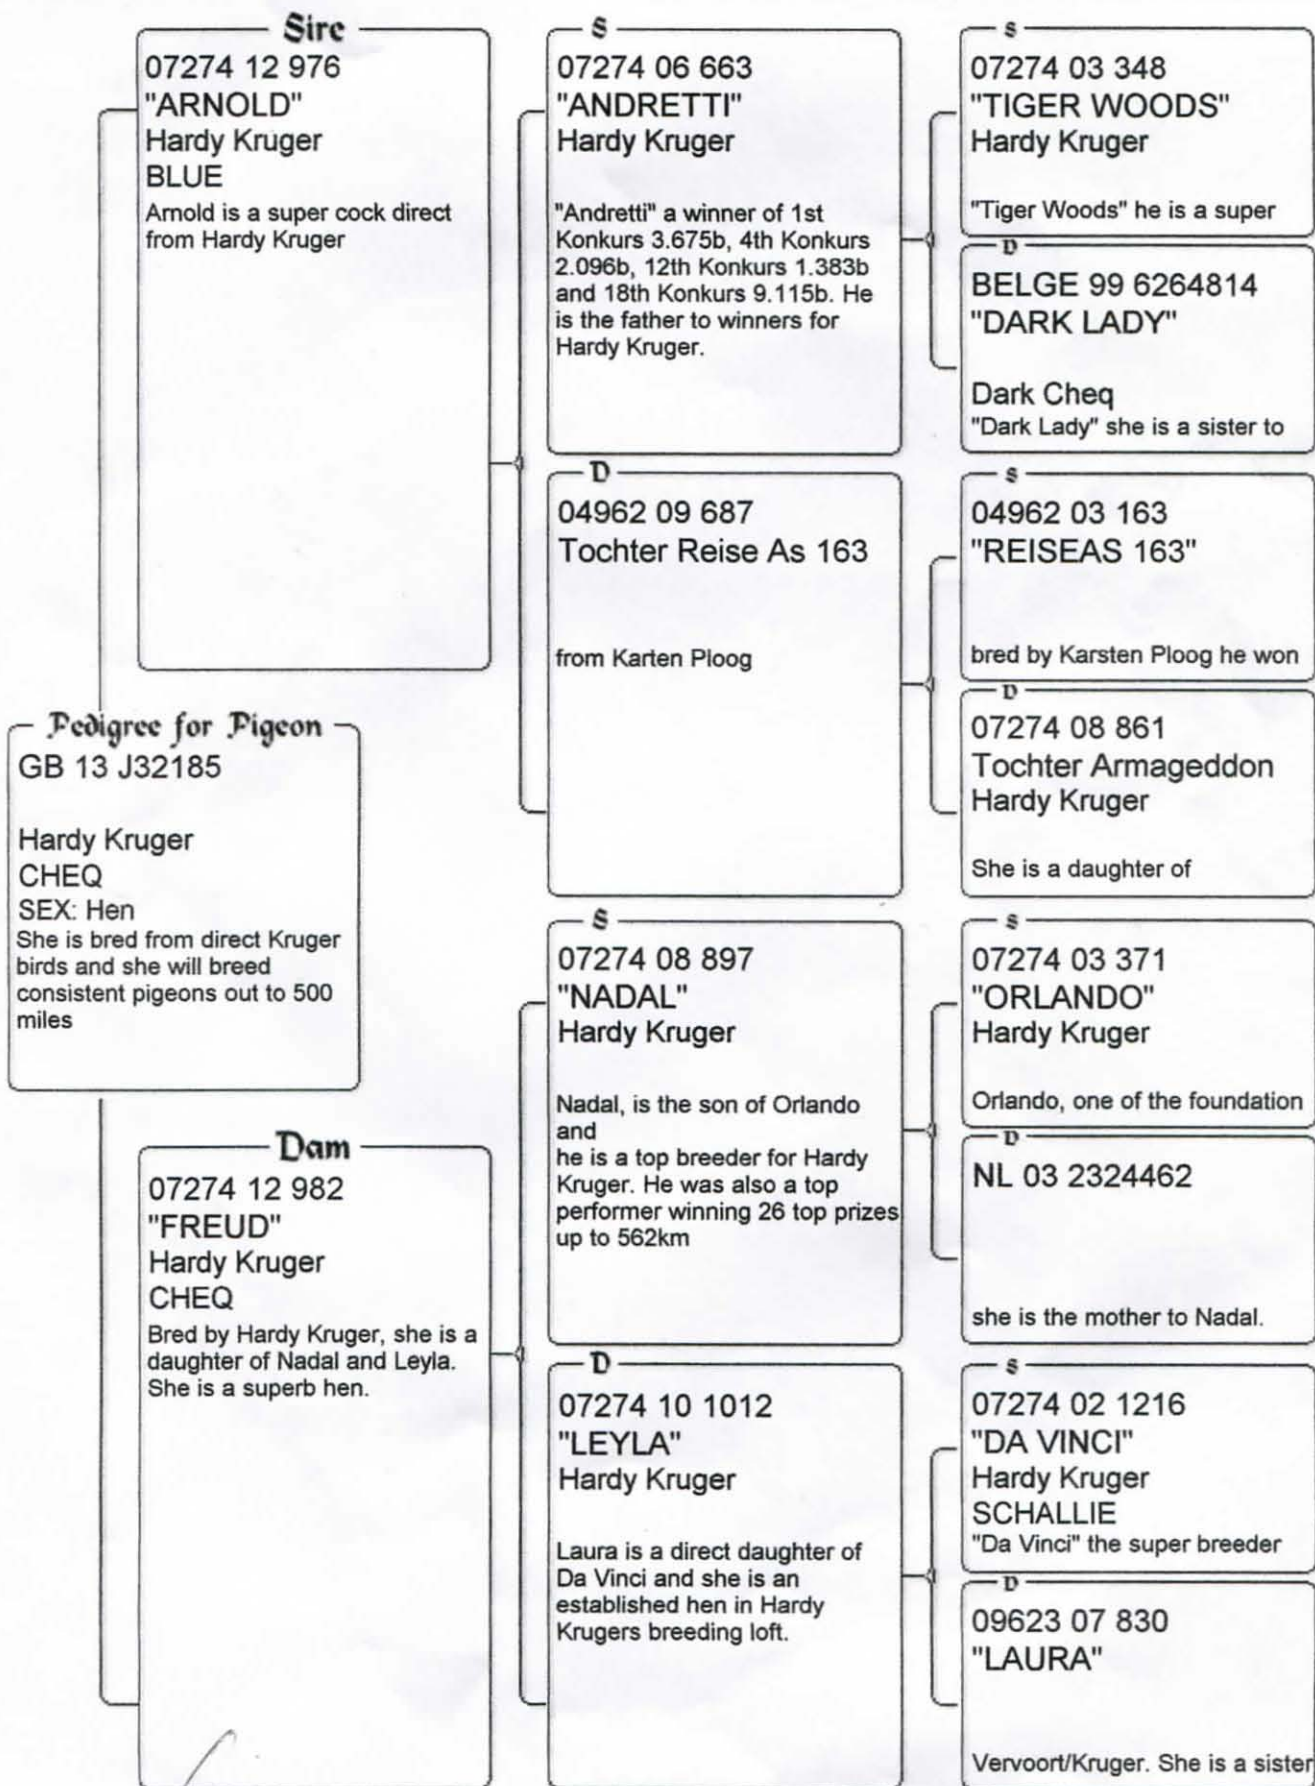 Sire
07274 12 976
"ARNOLD"
Hardy Kruger
BLUE
Arnold is a super cock direct
from Hardy Kruger
S
07274 06 663
"ANDRETTI"
Hardy Kruger
"Andretti" a winner of 1st
Konkurs 3.675b, 4th Konkurs
2.096b, 12th Konkurs 1.383b
and 18th Konkurs 9.115b. He
is the father to winners for
Hardy Kruger.
S
07274 03 348
"TIGER WOODS"
Hardy Kruger
"Tiger Woods" he is a super
D
BELGE 99 6264814
"DARK LADY"
Dark Cheq
"Dark Lady" she is a sister to
D
04962 09 687
Tochter Reise As 163
from Karten Ploog
S
04962 03 163
"REISEAS 163"
bred by Karsten Ploog he won
D
07274 08 861
Tochter Armageddon
Hardy Kruger
She is a daughter of
Pedigree for Pigeon
GB 13 J32185
Hardy Kruger
CHEQ
SEX: Hen
She is bred from direct Kruger
birds and she will breed
consistent pigeons out to 500
miles
Dam
07274 12 982
"FREUD"
Hardy Kruger
CHEQ
Bred by Hardy Kruger, she is a
daughter of Nadal and Leyla.
She is a superb hen.
S
07274 08 897
"NADAL"
Hardy Kruger
Nadal, is the son of Orlando
and
he is a top breeder for Hardy
Kruger. He was also a top
performer winning 26 top prizes
up to 562km
S
07274 03 371
"ORLANDO"
Hardy Kruger
Orlando, one of the foundation
D
NL 03 2324462
she is the mother to Nadal.
D
07274 10 1012
"LEYLA"
Hardy Kruger
Laura is a direct daughter of
Da Vinci and she is an
established hen in Hardy
Krugers breeding loft.
S
07274 02 1216
"DA VINCI"
Hardy Kruger
SCHALLIE
"Da Vinci" the super breeder
D
09623 07 830
"LAURA"
Vervoort/Kruger. She is a sister